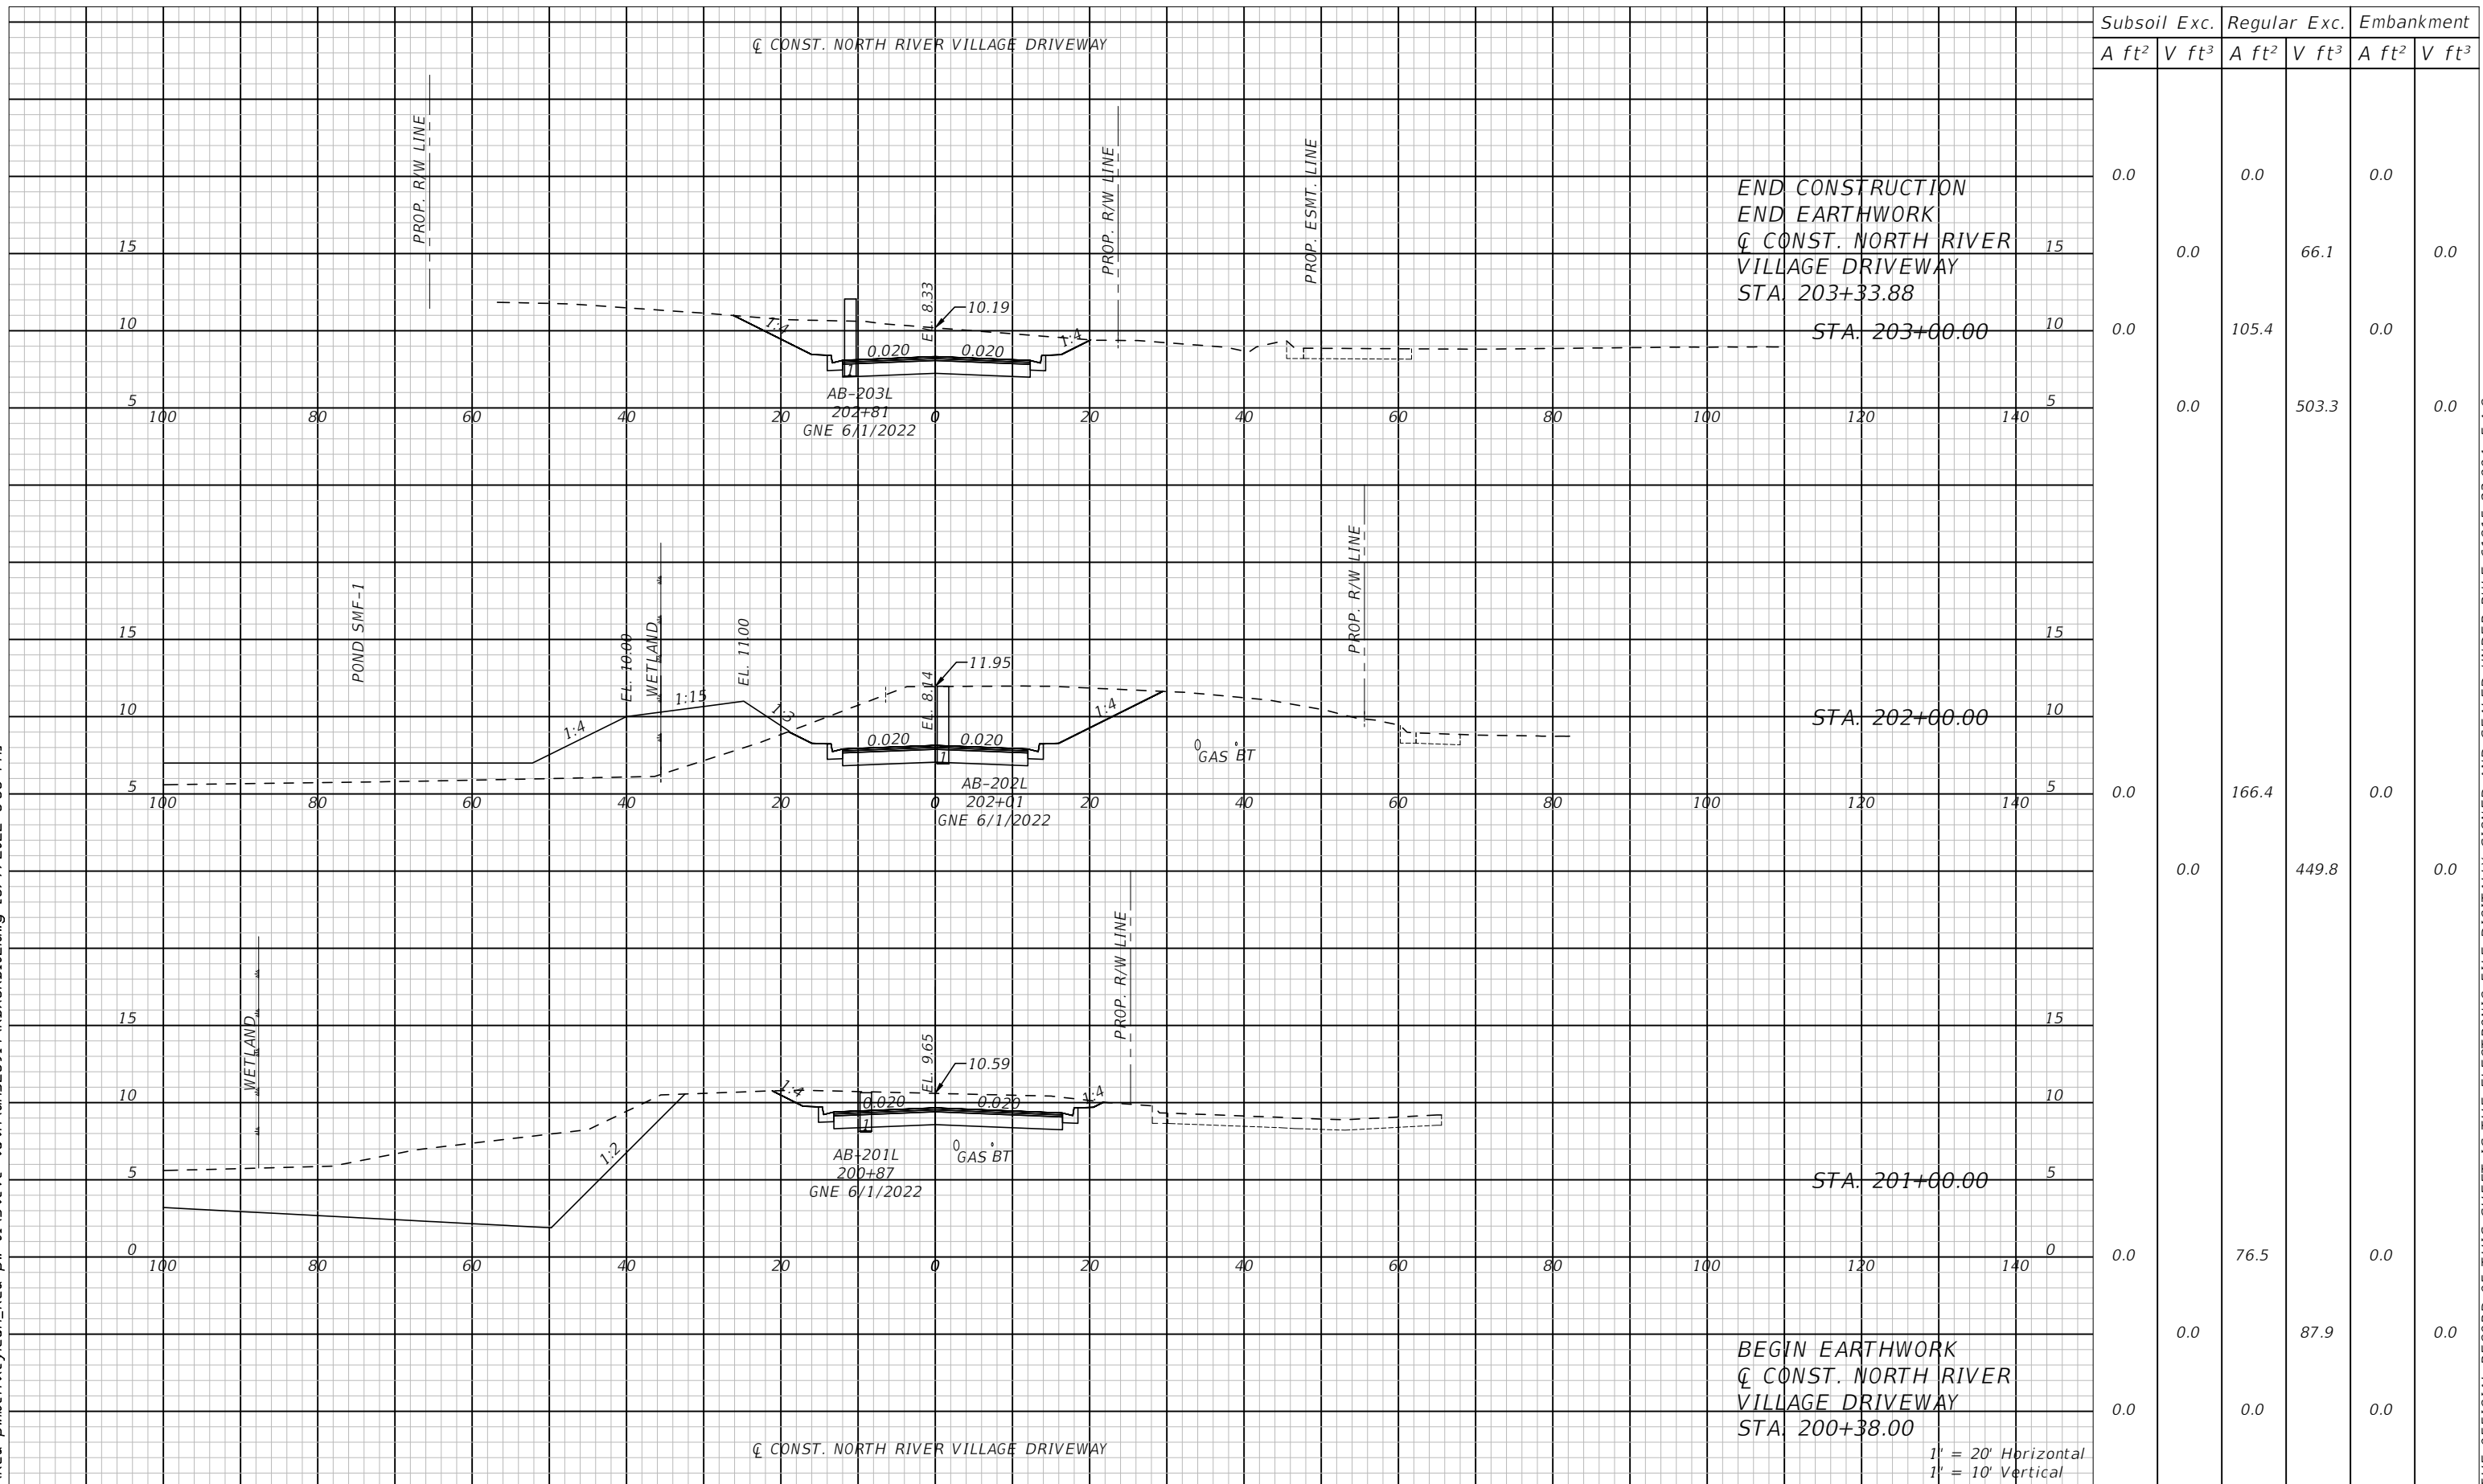 Subsoil Exc. Regular Exc. Embankment
A ft² V ft³ A ft² V ft³ A ft² V ft³
℄ CONST. NORTH RIVER VILLAGE DRIVEWAY
PROP. R/W LINE
PROP. R/W LINE
PROP. ESMT. LINE
END CONSTRUCTION
END EARTHWORK
℄ CONST. NORTH RIVER
VILLAGE DRIVEWAY
STA. 203+33.88
0.0 0.0 0.0
0.0 66.1 0.0
15 15
EL. 8.33
10.19
STA. 203+00.00
10 10
0.0 105.4 0.0
1:4
0.020 0.020
1:4
1
AB-203L
202+81
GNE 6/1/2022
5 5
100 80 60 40 20 0 20 40 60 80 100 120 140
0.0 503.3 0.0
POND SMF-1
EL. 10.00
WETLAND
EL. 11.00
PROP. R/W LINE
15 15
EL. 8.14
11.95
1:4
1:15
1:3
0.020 0.020
1:4
1
10 10
STA. 202+00.00
GAS BT
AB-202L
202+01
GNE 6/1/2022
5 5
100 80 60 40 20 0 20 40 60 80 100 120 140
0.0 166.4 0.0
0.0 449.8 0.0
WETLAND
PROP. R/W LINE
15 15
EL. 9.65
10.59
10 10
1:4
0.020 0.020
1:4
1
1:2
GAS BT
AB-201L
200+87
GNE 6/1/2022
5 5
STA. 201+00.00
0 0
100 80 60 40 20 0 20 40 60 80 100 120 140
0.0 76.5 0.0
0.0 87.9 0.0
BEGIN EARTHWORK
℄ CONST. NORTH RIVER
VILLAGE DRIVEWAY
STA. 200+38.00
0.0 0.0 0.0
℄ CONST. NORTH RIVER VILLAGE DRIVEWAY
1" = 20' Horizontal
1" = 10' Vertical